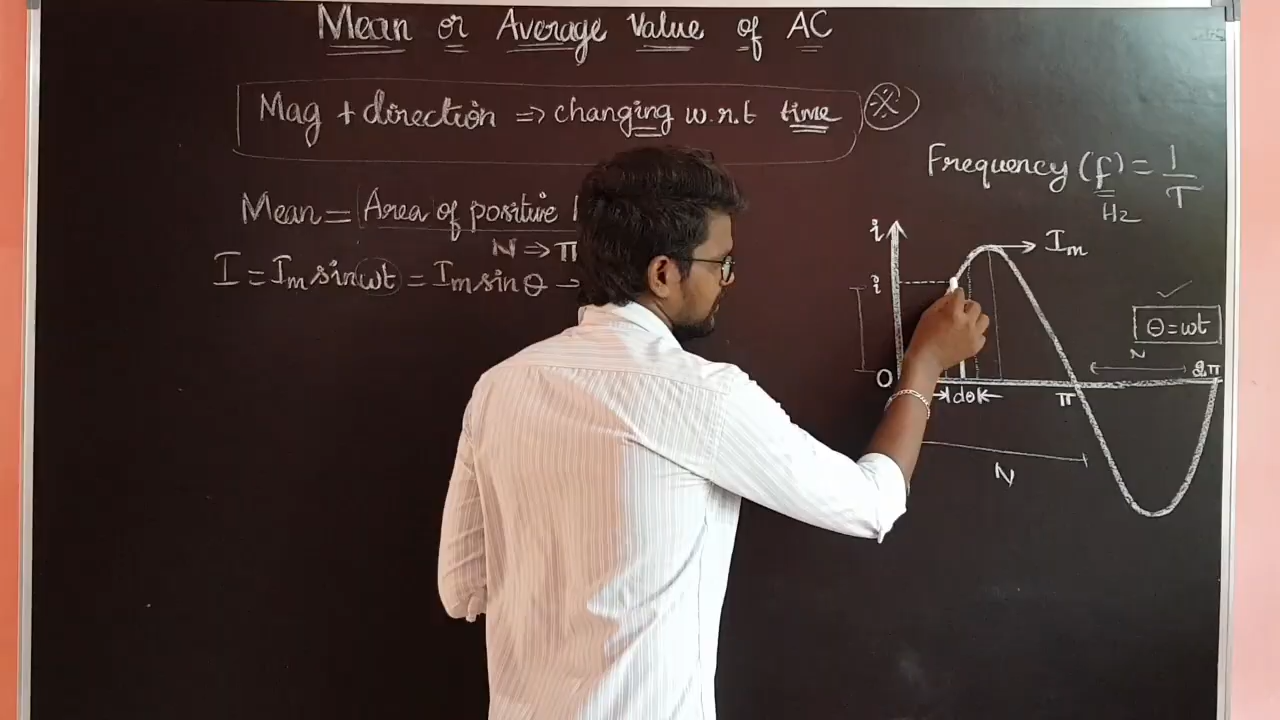 Mean or Average Value of AC
Mag + direction ⇒ changing w.r.t time
Frequency (f) = 1/T
Hz
Mean = Area of positive
N ⇒ π
I = Im sin ωt = Im sin θ →
i
Im
i
θ = ωt
N
0
dθ
π
2π
N